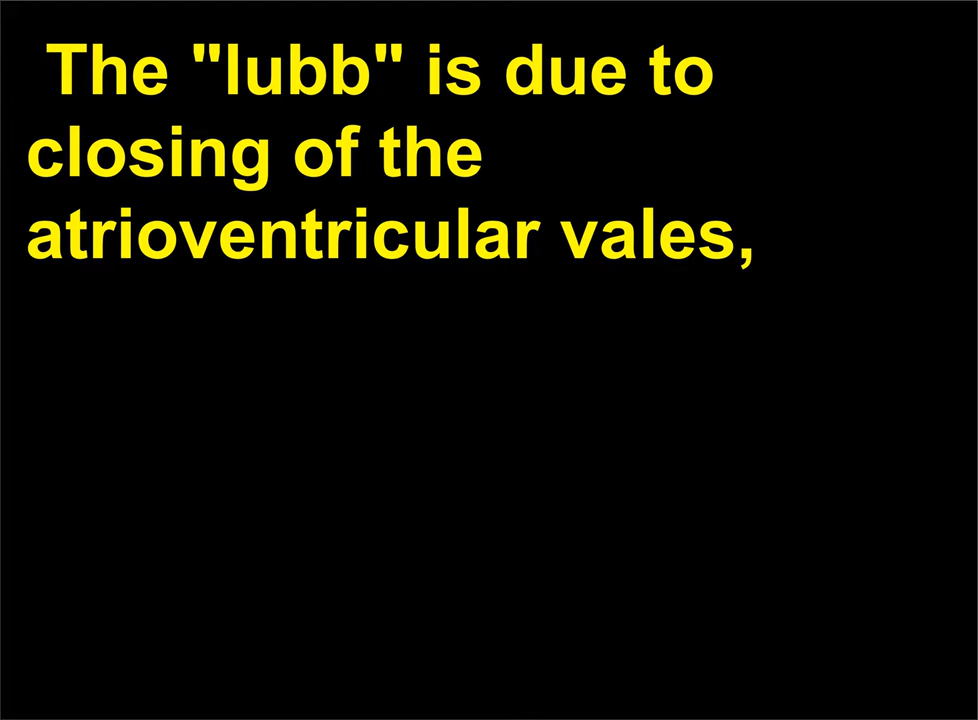 The "lubb" is due to
closing of the
atrioventricular vales,